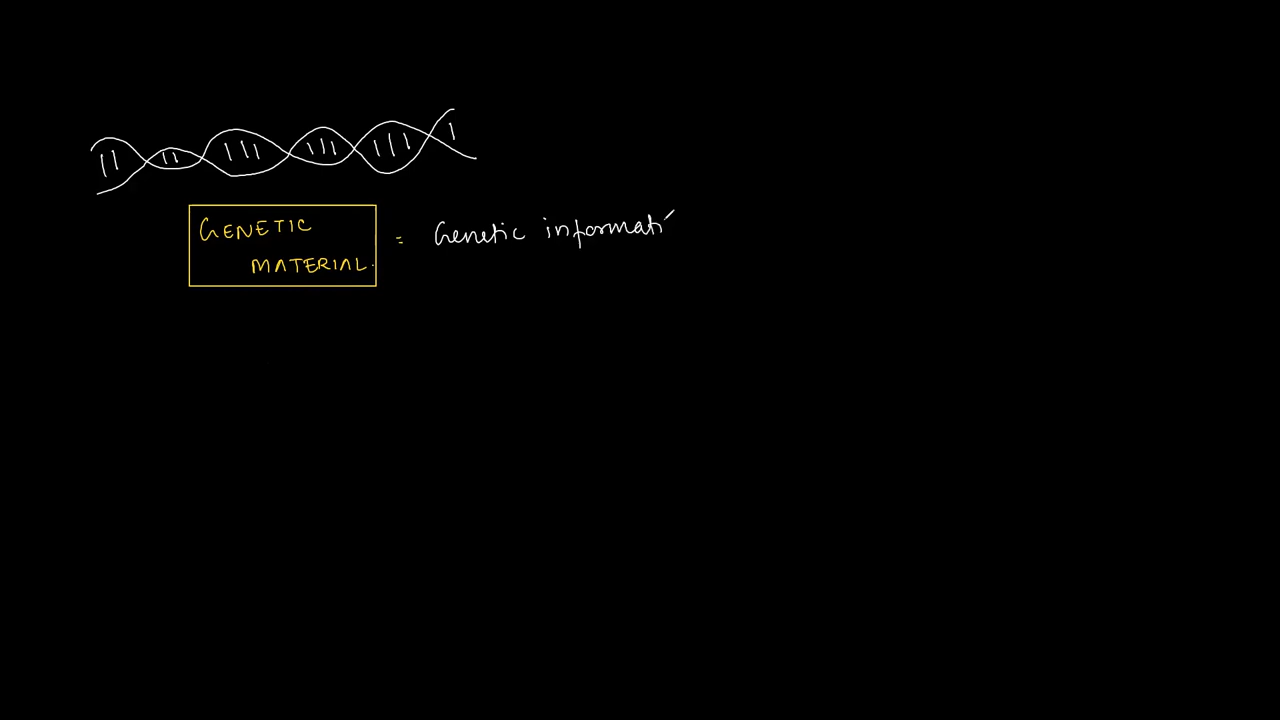 GENETIC
MATERIAL.
= Genetic informati